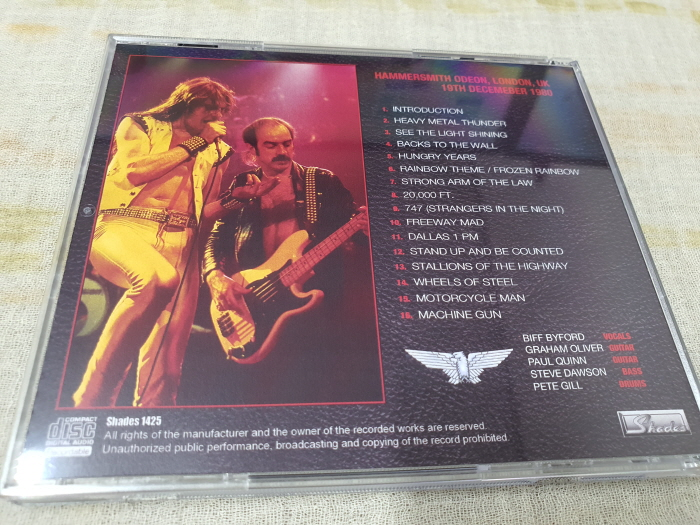 HAMMERSMITH ODEON, LONDON, UK
19TH DECEMEBER 1980
1. INTRODUCTION
2. HEAVY METAL THUNDER
3. SEE THE LIGHT SHINING
4. BACKS TO THE WALL
5. HUNGRY YEARS
6. RAINBOW THEME / FROZEN RAINBOW
7. STRONG ARM OF THE LAW
8. 20,000 FT.
9. 747 (STRANGERS IN THE NIGHT)
10. FREEWAY MAD
11. DALLAS 1 PM
12. STAND UP AND BE COUNTED
13. STALLIONS OF THE HIGHWAY
14. WHEELS OF STEEL
15. MOTORCYCLE MAN
16. MACHINE GUN
BIFF BYFORD VOCALS
GRAHAM OLIVER GUITAR
PAUL QUINN GUITAR
STEVE DAWSON BASS
PETE GILL DRUMS
COMPACT
disc
DIGITAL AUDIO
Shades 1425
All rights of the manufacturer and the owner of the recorded works are reserved.
Unauthorized public performance, broadcasting and copying of the record prohibited.
Shades